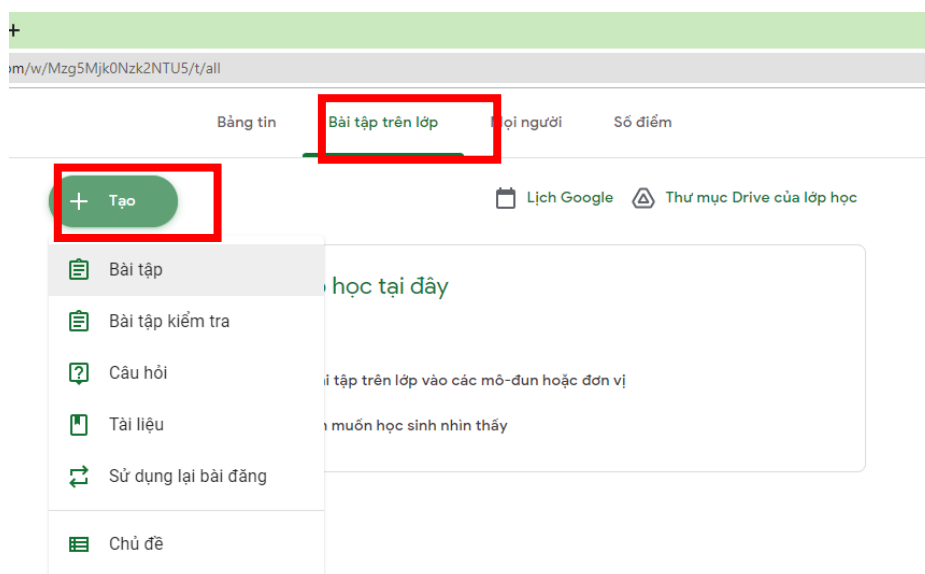 +
om/w/Mzg5Mjk0Nzk2NTU5/t/all
Bảng tin Bài tập trên lớp người Số điểm
+ Tạo Lịch Google Thư mục Drive của lớp học
Bài tập
học tại đây
Bài tập kiểm tra
Câu hỏi
i tập trên lớp vào các mô-đun hoặc đơn vị
Tài liệu
muốn học sinh nhìn thấy
Sử dụng lại bài đăng
Chủ đề